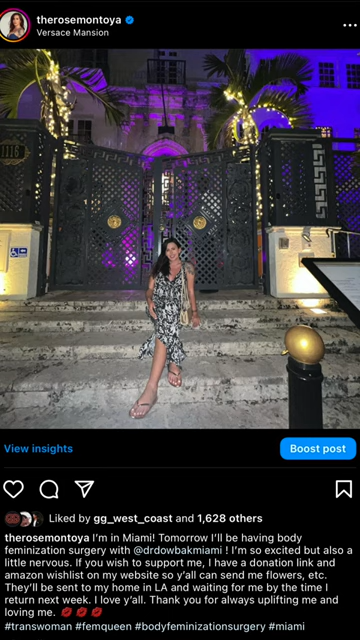 therosemontoya
Versace Mansion
1116
View insights
Boost post
Liked by gg_west_coast and 1,628 others
therosemontoya I'm in Miami! Tomorrow I'll be having body
feminization surgery with @drdowbakmiami ! I'm so excited but also a
little nervous. If you wish to support me, I have a donation link and
amazon wishlist on my website so y'all can send me flowers, etc.
They'll be sent to my home in LA and waiting for me by the time I
return next week. I love y'all. Thank you for always uplifting me and
loving me. 💋 💋 💋
#transwoman #femqueen #bodyfeminizationsurgery #miami